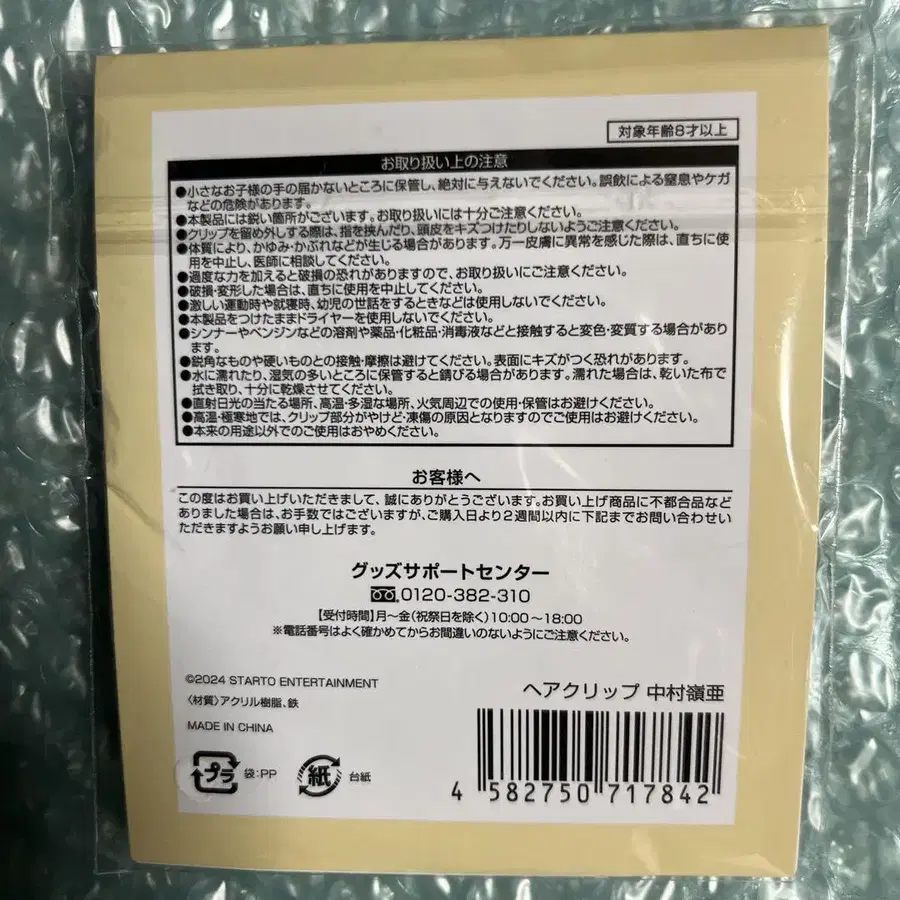 対象年齢8才以上
お取り扱い上の注意
●小さなお子様の手の届かないところに保管し、絶対に与えないでください。誤飲による窒息やケガ
などの危険があります。
●本製品には鋭い箇所がございます。お取り扱いには十分ご注意ください。
●クリップを留め外しする際は、指を挟んだり、頭皮をキズつけたりしないようご注意ください。
●体質により、かゆみ・かぶれなどが生じる場合があります。万一皮膚に異常を感じた際は、直ちに使
用を中止し、医師に相談してください。
●過度な力を加えると破損の恐れがありますので、お取り扱いにご注意ください。
●破損・変形した場合は、直ちに使用を中止してください。
●激しい運動時や就寝時、幼児の世話をするときなどは使用しないでください。
●本製品をつけたままドライヤーを使用しないでください。
●シンナーやベンジンなどの溶剤や薬品・化粧品・消毒液などと接触すると変色・変質する場合があり
ます。
●鋭角なものや硬いものとの接触・摩擦は避けてください。表面にキズがつく恐れがあります。
●水に濡れたり、湿気の多いところに保管すると錆びる場合があります。濡れた場合は、乾いた布で
拭き取り、十分に乾燥させてください。
●直射日光の当たる場所、高温・多湿な場所、火気周辺での使用・保管はお避けください。
●高温・極寒地では、クリップ部分がやけど・凍傷の原因となりますのでご使用はお避けください。
●本来の用途以外でのご使用はおやめください。
お客様へ
この度はお買い上げいただきまして、誠にありがとうございます。お買い上げ商品に不都合品など
ありました場合は、お手数ではございますが、ご購入日より2週間以内に下記までお問い合わせい
ただきますようお願い申し上げます。
グッズサポートセンター
0120-382-310
【受付時間】月〜金(祝祭日を除く)10:00〜18:00
※電話番号はよく確かめてからお間違いのないようにご注意ください。
©2024 STARTO ENTERTAINMENT
〈材質〉アクリル樹脂、鉄
MADE IN CHINA
ヘアクリップ 中村嶺亜
プラ 袋:PP 紙 台紙
4 582750 717842